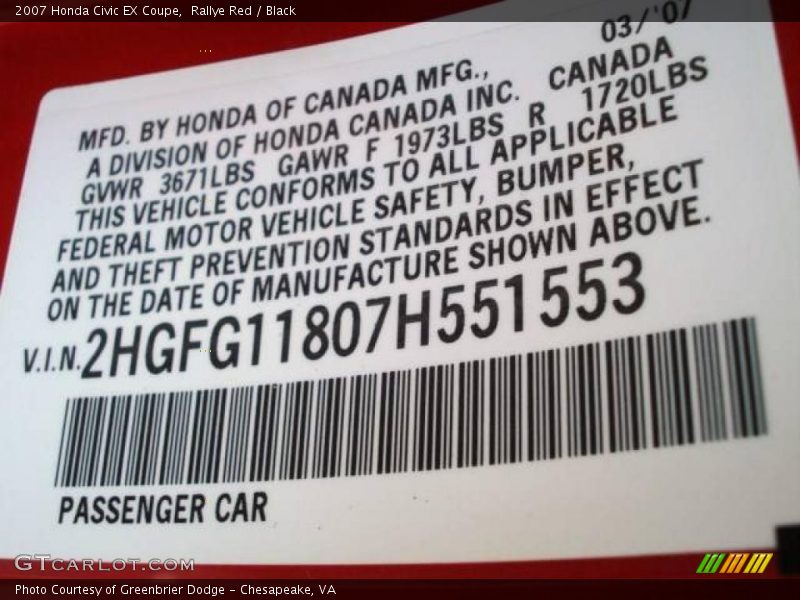 2007 Honda Civic EX Coupe,  Rallye Red / Black
03/'07
MFD. BY HONDA OF CANADA MFG.,
A DIVISION OF HONDA CANADA INC. CANADA
GVWR 3671LBS GAWR F 1973LBS R 1720LBS
THIS VEHICLE CONFORMS TO ALL APPLICABLE
FEDERAL MOTOR VEHICLE SAFETY, BUMPER,
AND THEFT PREVENTION STANDARDS IN EFFECT
ON THE DATE OF MANUFACTURE SHOWN ABOVE.
V.I.N. 2HGFG11807H551553
PASSENGER CAR
GTCARLOT.COM
Photo Courtesy of Greenbrier Dodge - Chesapeake, VA